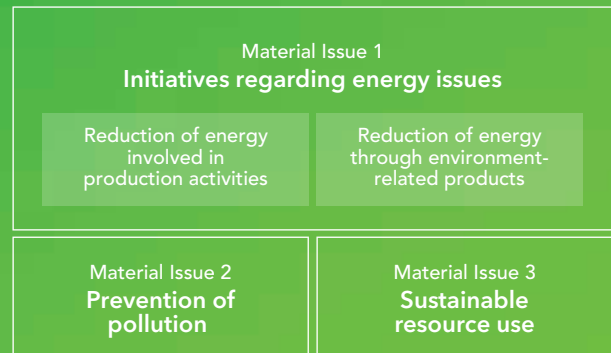 Material Issue 1
Initiatives regarding energy issues
Reduction of energy
involved in
production activities
Reduction of energy
through environment-
related products
Material Issue 2
Prevention of
pollution
Material Issue 3
Sustainable
resource use